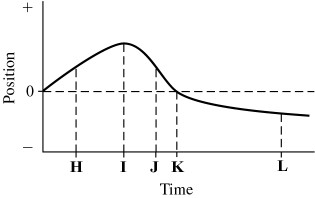 +
Position
0
−
H I J K L
Time